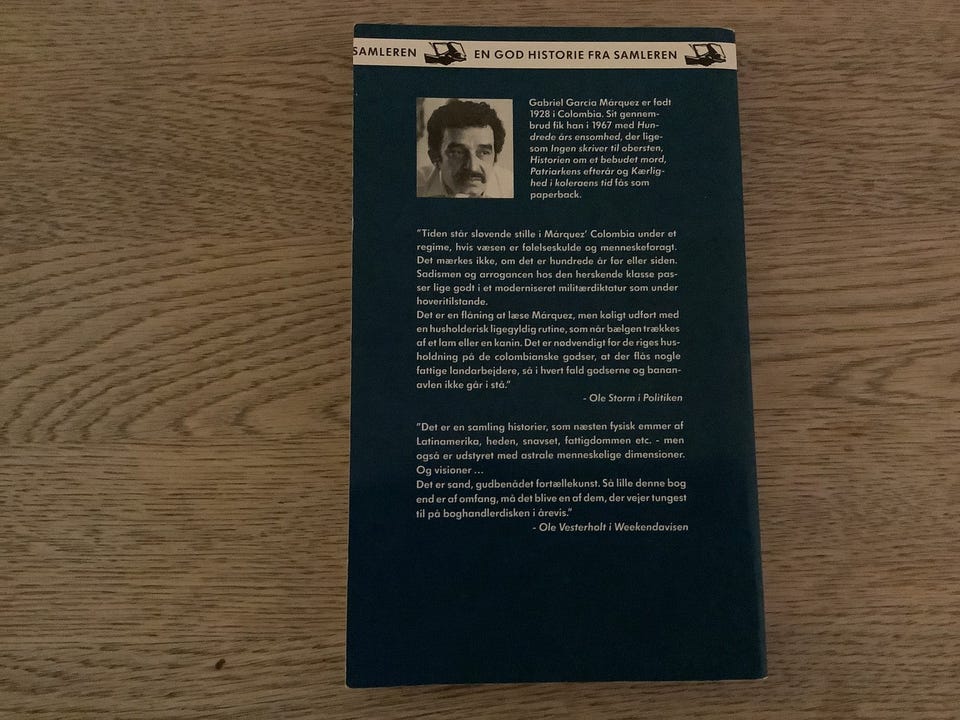 SAMLEREN EN GOD HISTORIE FRA SAMLEREN
Gabriel García Márquez er født
1928 i Colombia. Sit gennem-
brud fik han i 1967 med Hun-
drede års ensomhed, der lige-
som Ingen skriver til obersten,
Historien om et bebudet mord,
Patriarkens efterår og Kærlig-
hed i koleraens tid fås som
paperback.
"Tiden står sløvende stille i Márquez' Colombia under et
regime, hvis væsen er følelseskulde og menneskeforagt.
Det mærkes ikke, om det er hundrede år før eller siden.
Sadismen og arrogancen hos den herskende klasse pas-
ser lige godt i et moderniseret militærdiktatur som under
hoveritilstande.
Det er en flåning at læse Márquez, men køligt udført med
en husholderisk ligegyldig rutine, som når bælgen trækkes
af et lam eller en kanin. Det er nødvendigt for de riges hus-
holdning på de colombianske godser, at der flås nogle
fattige landarbejdere, så i hvert fald godserne og banan-
avlen ikke går i stå."
- Ole Storm i Politiken
"Det er en samling historier, som næsten fysisk emmer af
Latinamerika, heden, snavset, fattigdommen etc. - men
også er udstyret med astrale menneskelige dimensioner.
Og visioner ...
Det er sand, gudbenådet fortællekunst. Så lille denne bog
end er af omfang, må det blive en af dem, der vejer tungest
til på boghandlerdisken i årevis."
- Ole Vesterholt i Weekendavisen